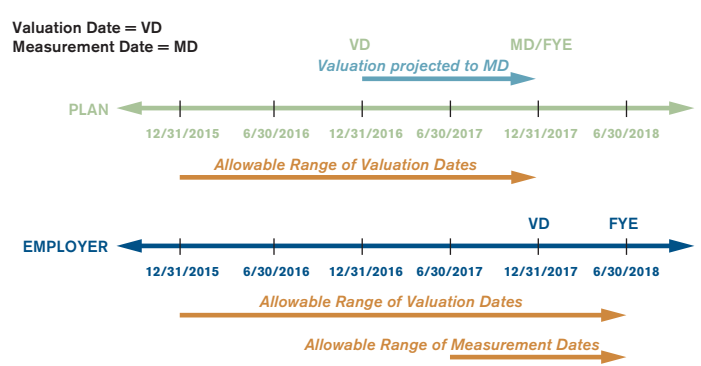 Valuation Date = VD
Measurement Date = MD
VD
MD/FYE
Valuation projected to MD
PLAN
12/31/2015 6/30/2016 12/31/2016 6/30/2017 12/31/2017 6/30/2018
Allowable Range of Valuation Dates
VD
FYE
EMPLOYER
12/31/2015 6/30/2016 12/31/2016 6/30/2017 12/31/2017 6/30/2018
Allowable Range of Valuation Dates
Allowable Range of Measurement Dates